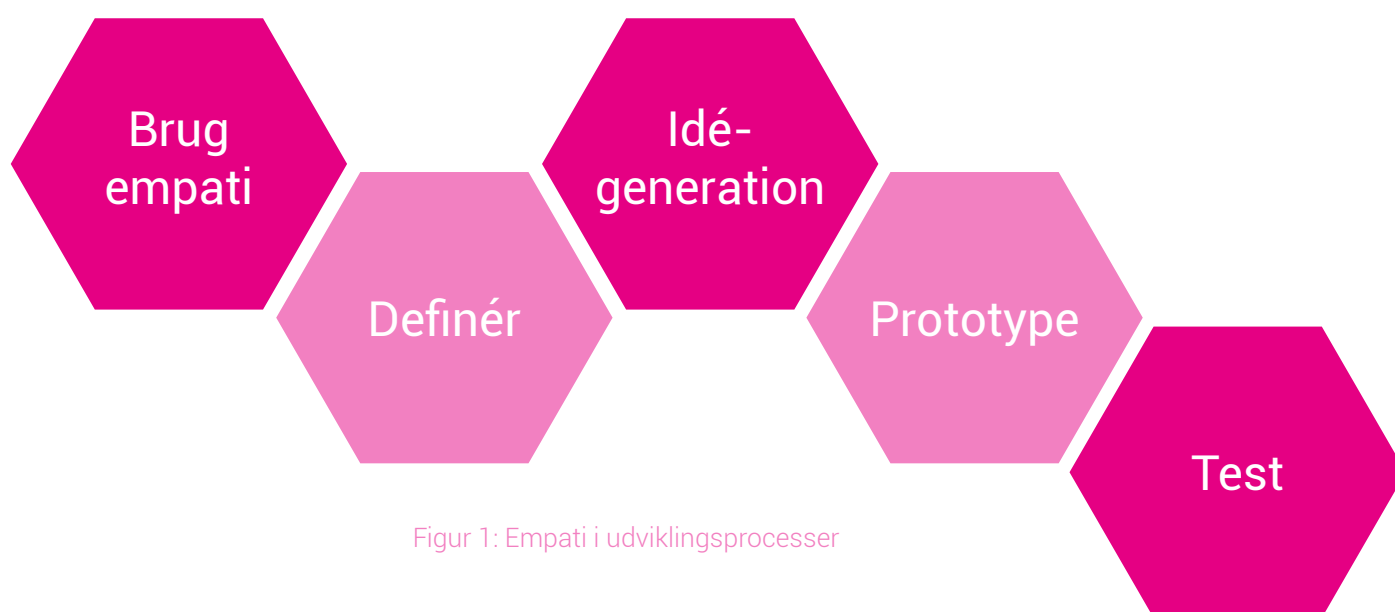 Brug
empati
Definér
Idé-
generation
Prototype
Test
Figur 1: Empati i udviklingsprocesser